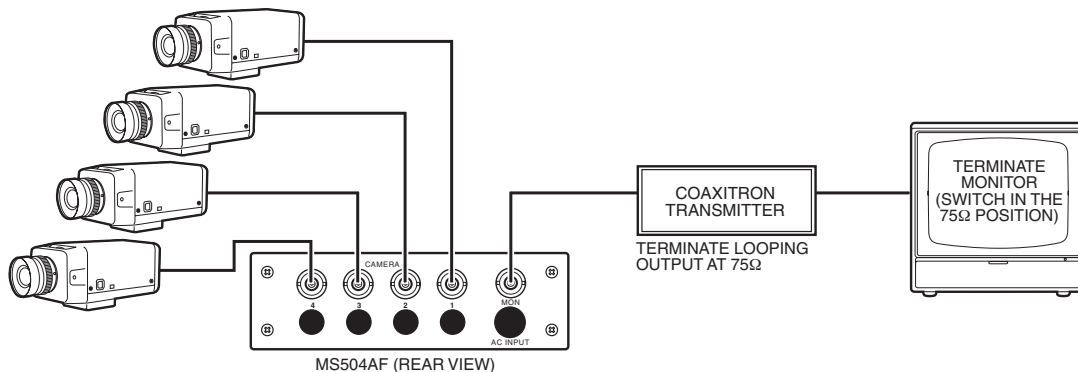 COAXITRON
TRANSMITTER
TERMINATE LOOPING
OUTPUT AT 75Ω
TERMINATE
MONITOR
(SWITCH IN THE
75Ω POSITION)
CAMERA
4
3
2
1
MON
AC INPUT
MS504AF (REAR VIEW)